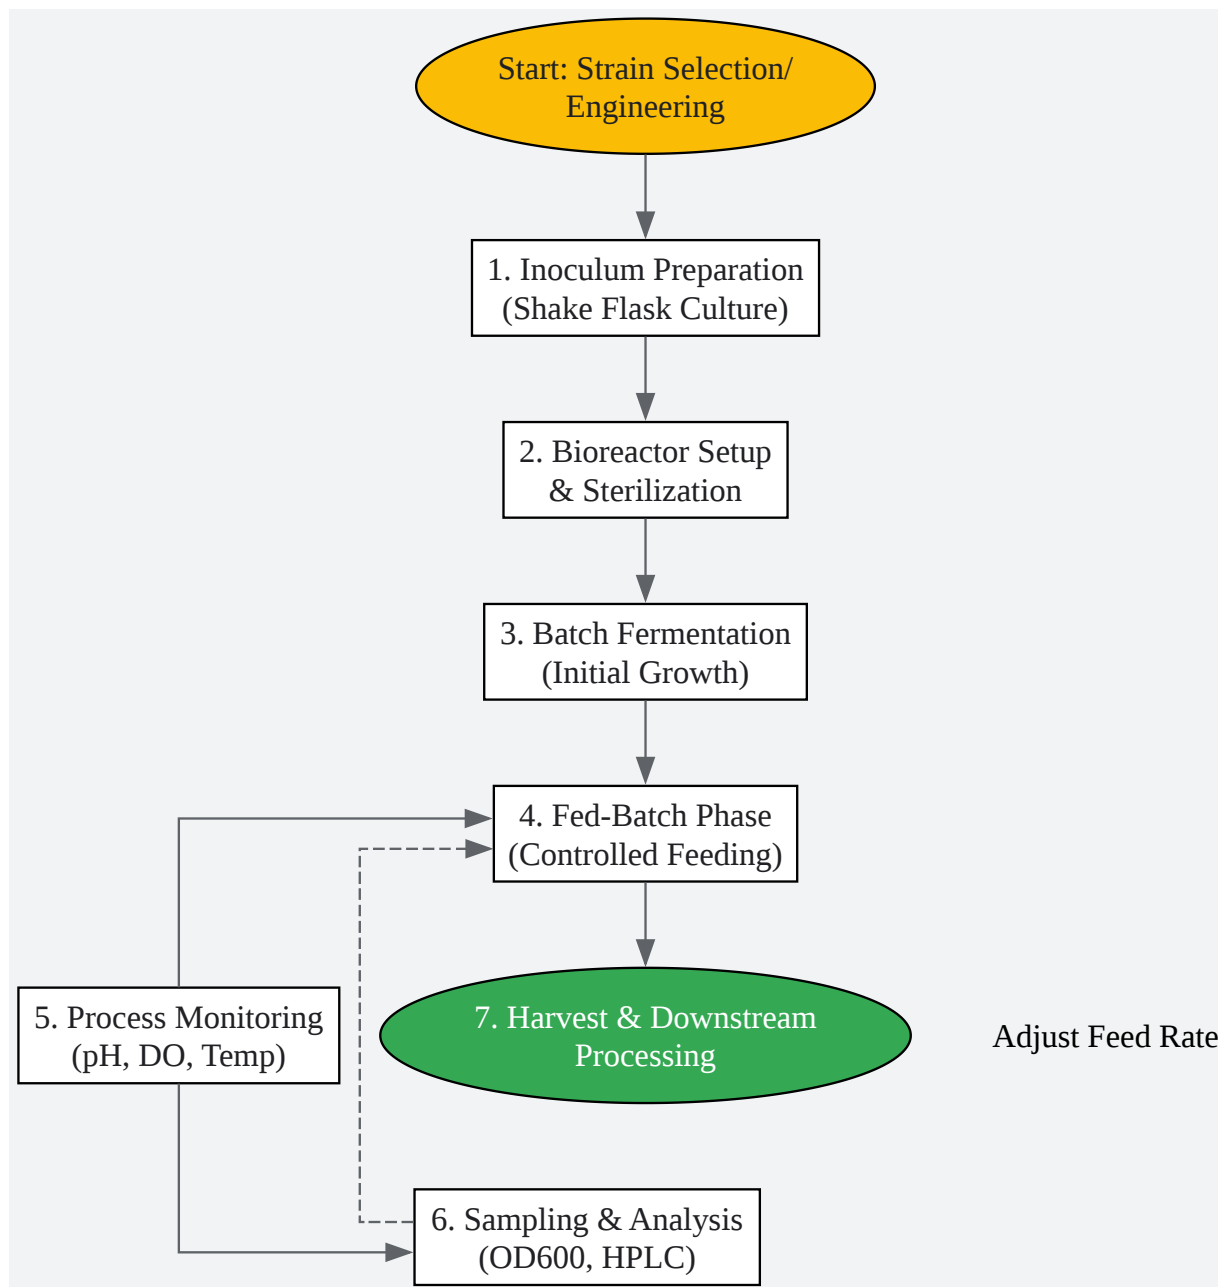 Start: Strain Selection/
Engineering
1. Inoculum Preparation
(Shake Flask Culture)
2. Bioreactor Setup
& Sterilization
3. Batch Fermentation
(Initial Growth)
4. Fed-Batch Phase
(Controlled Feeding)
5. Process Monitoring
(pH, DO, Temp)
7. Harvest & Downstream
Processing
Adjust Feed Rate
6. Sampling & Analysis
(OD600, HPLC)